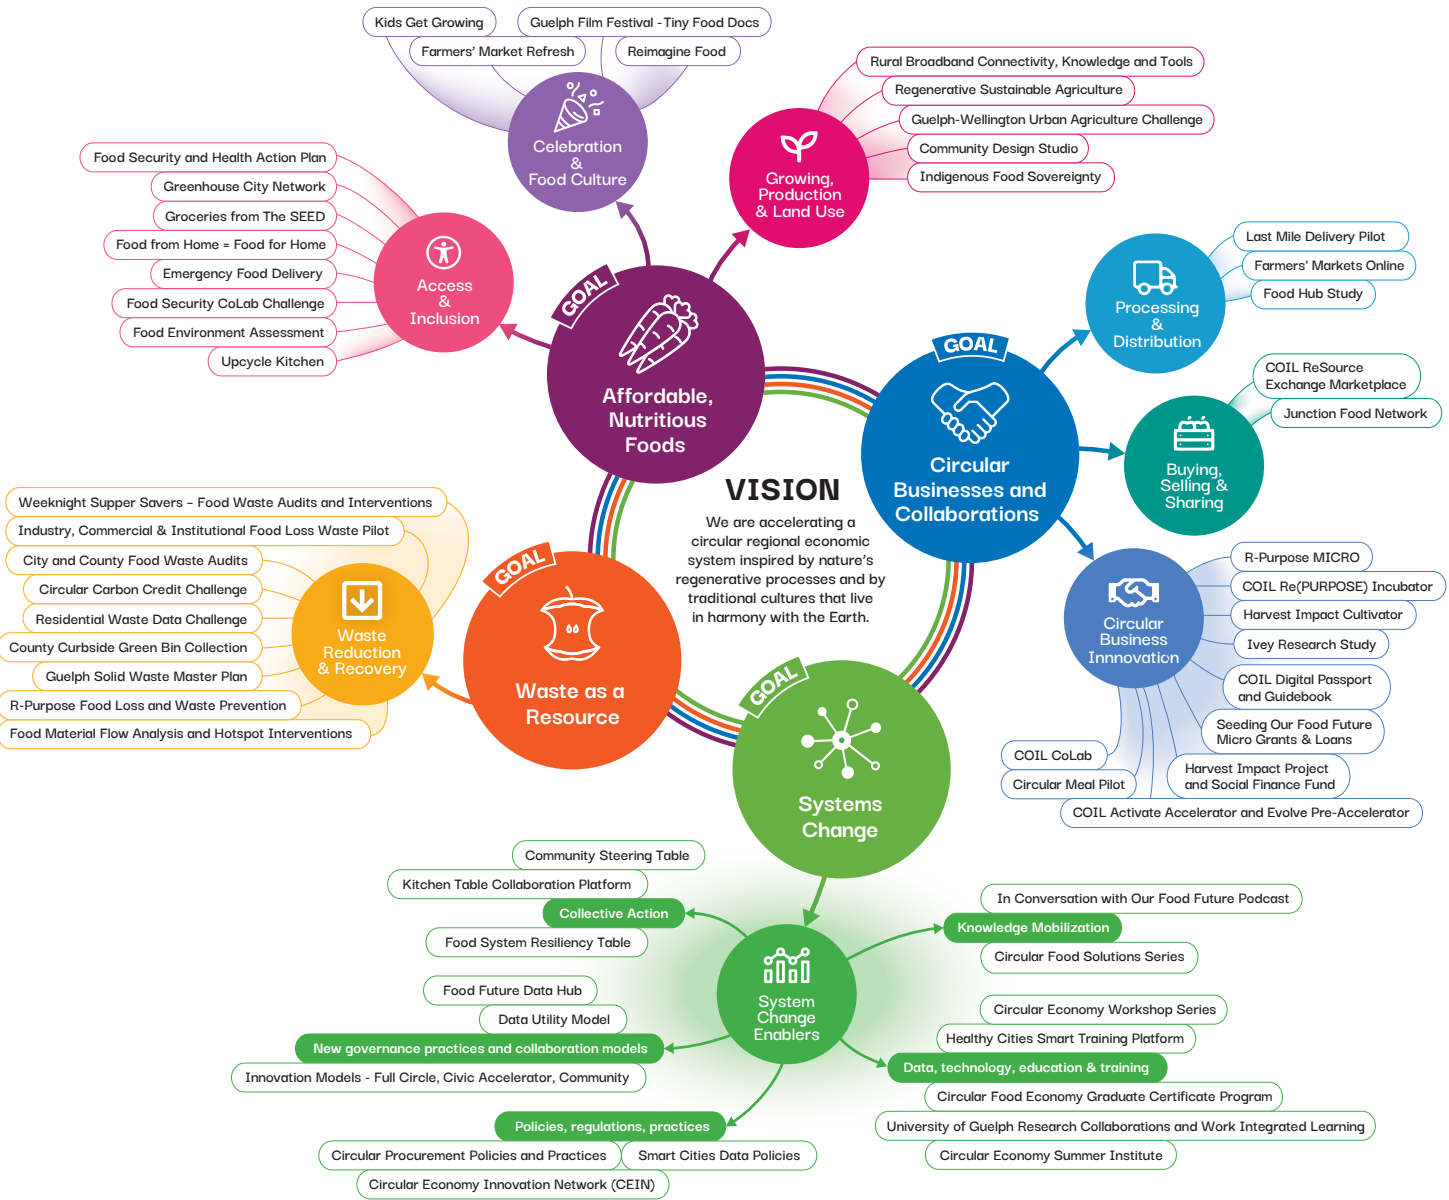 Kids Get Growing
Guelph Film Festival - Tiny Food Docs
Farmers' Market Refresh
Reimagine Food
Celebration
&
Food Culture
Rural Broadband Connectivity, Knowledge and Tools
Regenerative Sustainable Agriculture
Guelph-Wellington Urban Agriculture Challenge
Community Design Studio
Indigenous Food Sovereignty
Growing,
Production
& Land Use
Food Security and Health Action Plan
Greenhouse City Network
Groceries from The SEED
Food from Home = Food for Home
Emergency Food Delivery
Food Security CoLab Challenge
Food Environment Assessment
Upcycle Kitchen
Access
&
Inclusion
GOAL
Affordable,
Nutritious
Foods
Last Mile Delivery Pilot
Farmers' Markets Online
Food Hub Study
Processing
&
Distribution
GOAL
Circular
Businesses and
Collaborations
COIL ReSource
Exchange Marketplace
Junction Food Network
Buying,
Selling &
Sharing
VISION
We are accelerating a
circular regional economic
system inspired by nature's
regenerative processes and by
traditional cultures that live
in harmony with the Earth.
Weeknight Supper Savers – Food Waste Audits and Interventions
Industry, Commercial & Institutional Food Loss Waste Pilot
City and County Food Waste Audits
Circular Carbon Credit Challenge
Residential Waste Data Challenge
County Curbside Green Bin Collection
Guelph Solid Waste Master Plan
R-Purpose Food Loss and Waste Prevention
Food Material Flow Analysis and Hotspot Interventions
Waste
Reduction
& Recovery
GOAL
Waste as a
Resource
R-Purpose MICRO
COIL Re(PURPOSE) Incubator
Harvest Impact Cultivator
Ivey Research Study
COIL Digital Passport
and Guidebook
Seeding Our Food Future
Micro Grants & Loans
Harvest Impact Project
and Social Finance Fund
COIL CoLab
Circular Meal Pilot
COIL Activate Accelerator and Evolve Pre-Accelerator
Circular
Business
Innnovation
GOAL
Systems
Change
Community Steering Table
Kitchen Table Collaboration Platform
Collective Action
Food System Resiliency Table
Food Future Data Hub
Data Utility Model
New governance practices and collaboration models
Innovation Models - Full Circle, Civic Accelerator, Community
Policies, regulations, practices
Circular Procurement Policies and Practices
Smart Cities Data Policies
Circular Economy Innovation Network (CEIN)
System
Change
Enablers
In Conversation with Our Food Future Podcast
Knowledge Mobilization
Circular Food Solutions Series
Circular Economy Workshop Series
Healthy Cities Smart Training Platform
Data, technology, education & training
Circular Food Economy Graduate Certificate Program
University of Guelph Research Collaborations and Work Integrated Learning
Circular Economy Summer Institute